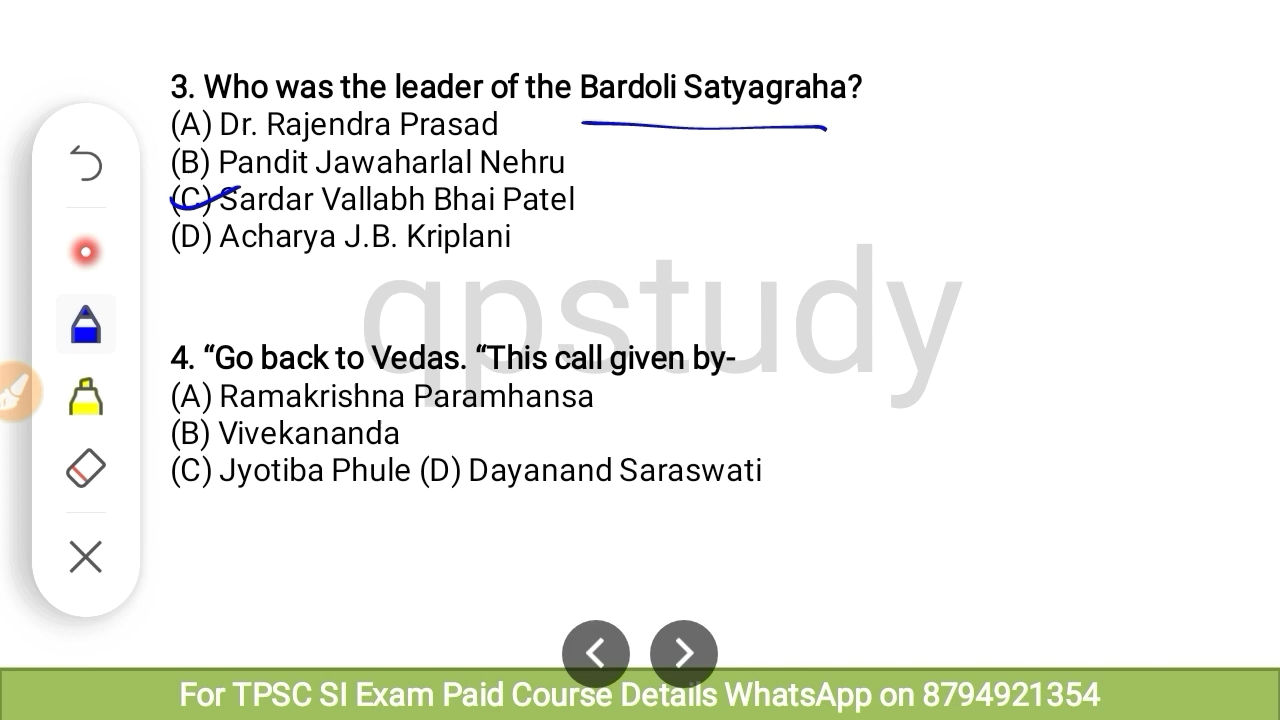 3. Who was the leader of the Bardoli Satyagraha?
(A) Dr. Rajendra Prasad
(B) Pandit Jawaharlal Nehru
(C) Sardar Vallabh Bhai Patel
(D) Acharya J.B. Kriplani
qpstudy
4. “Go back to Vedas. “This call given by-
(A) Ramakrishna Paramhansa
(B) Vivekananda
(C) Jyotiba Phule (D) Dayanand Saraswati
For TPSC SI Exam Paid Course Details WhatsApp on 8794921354